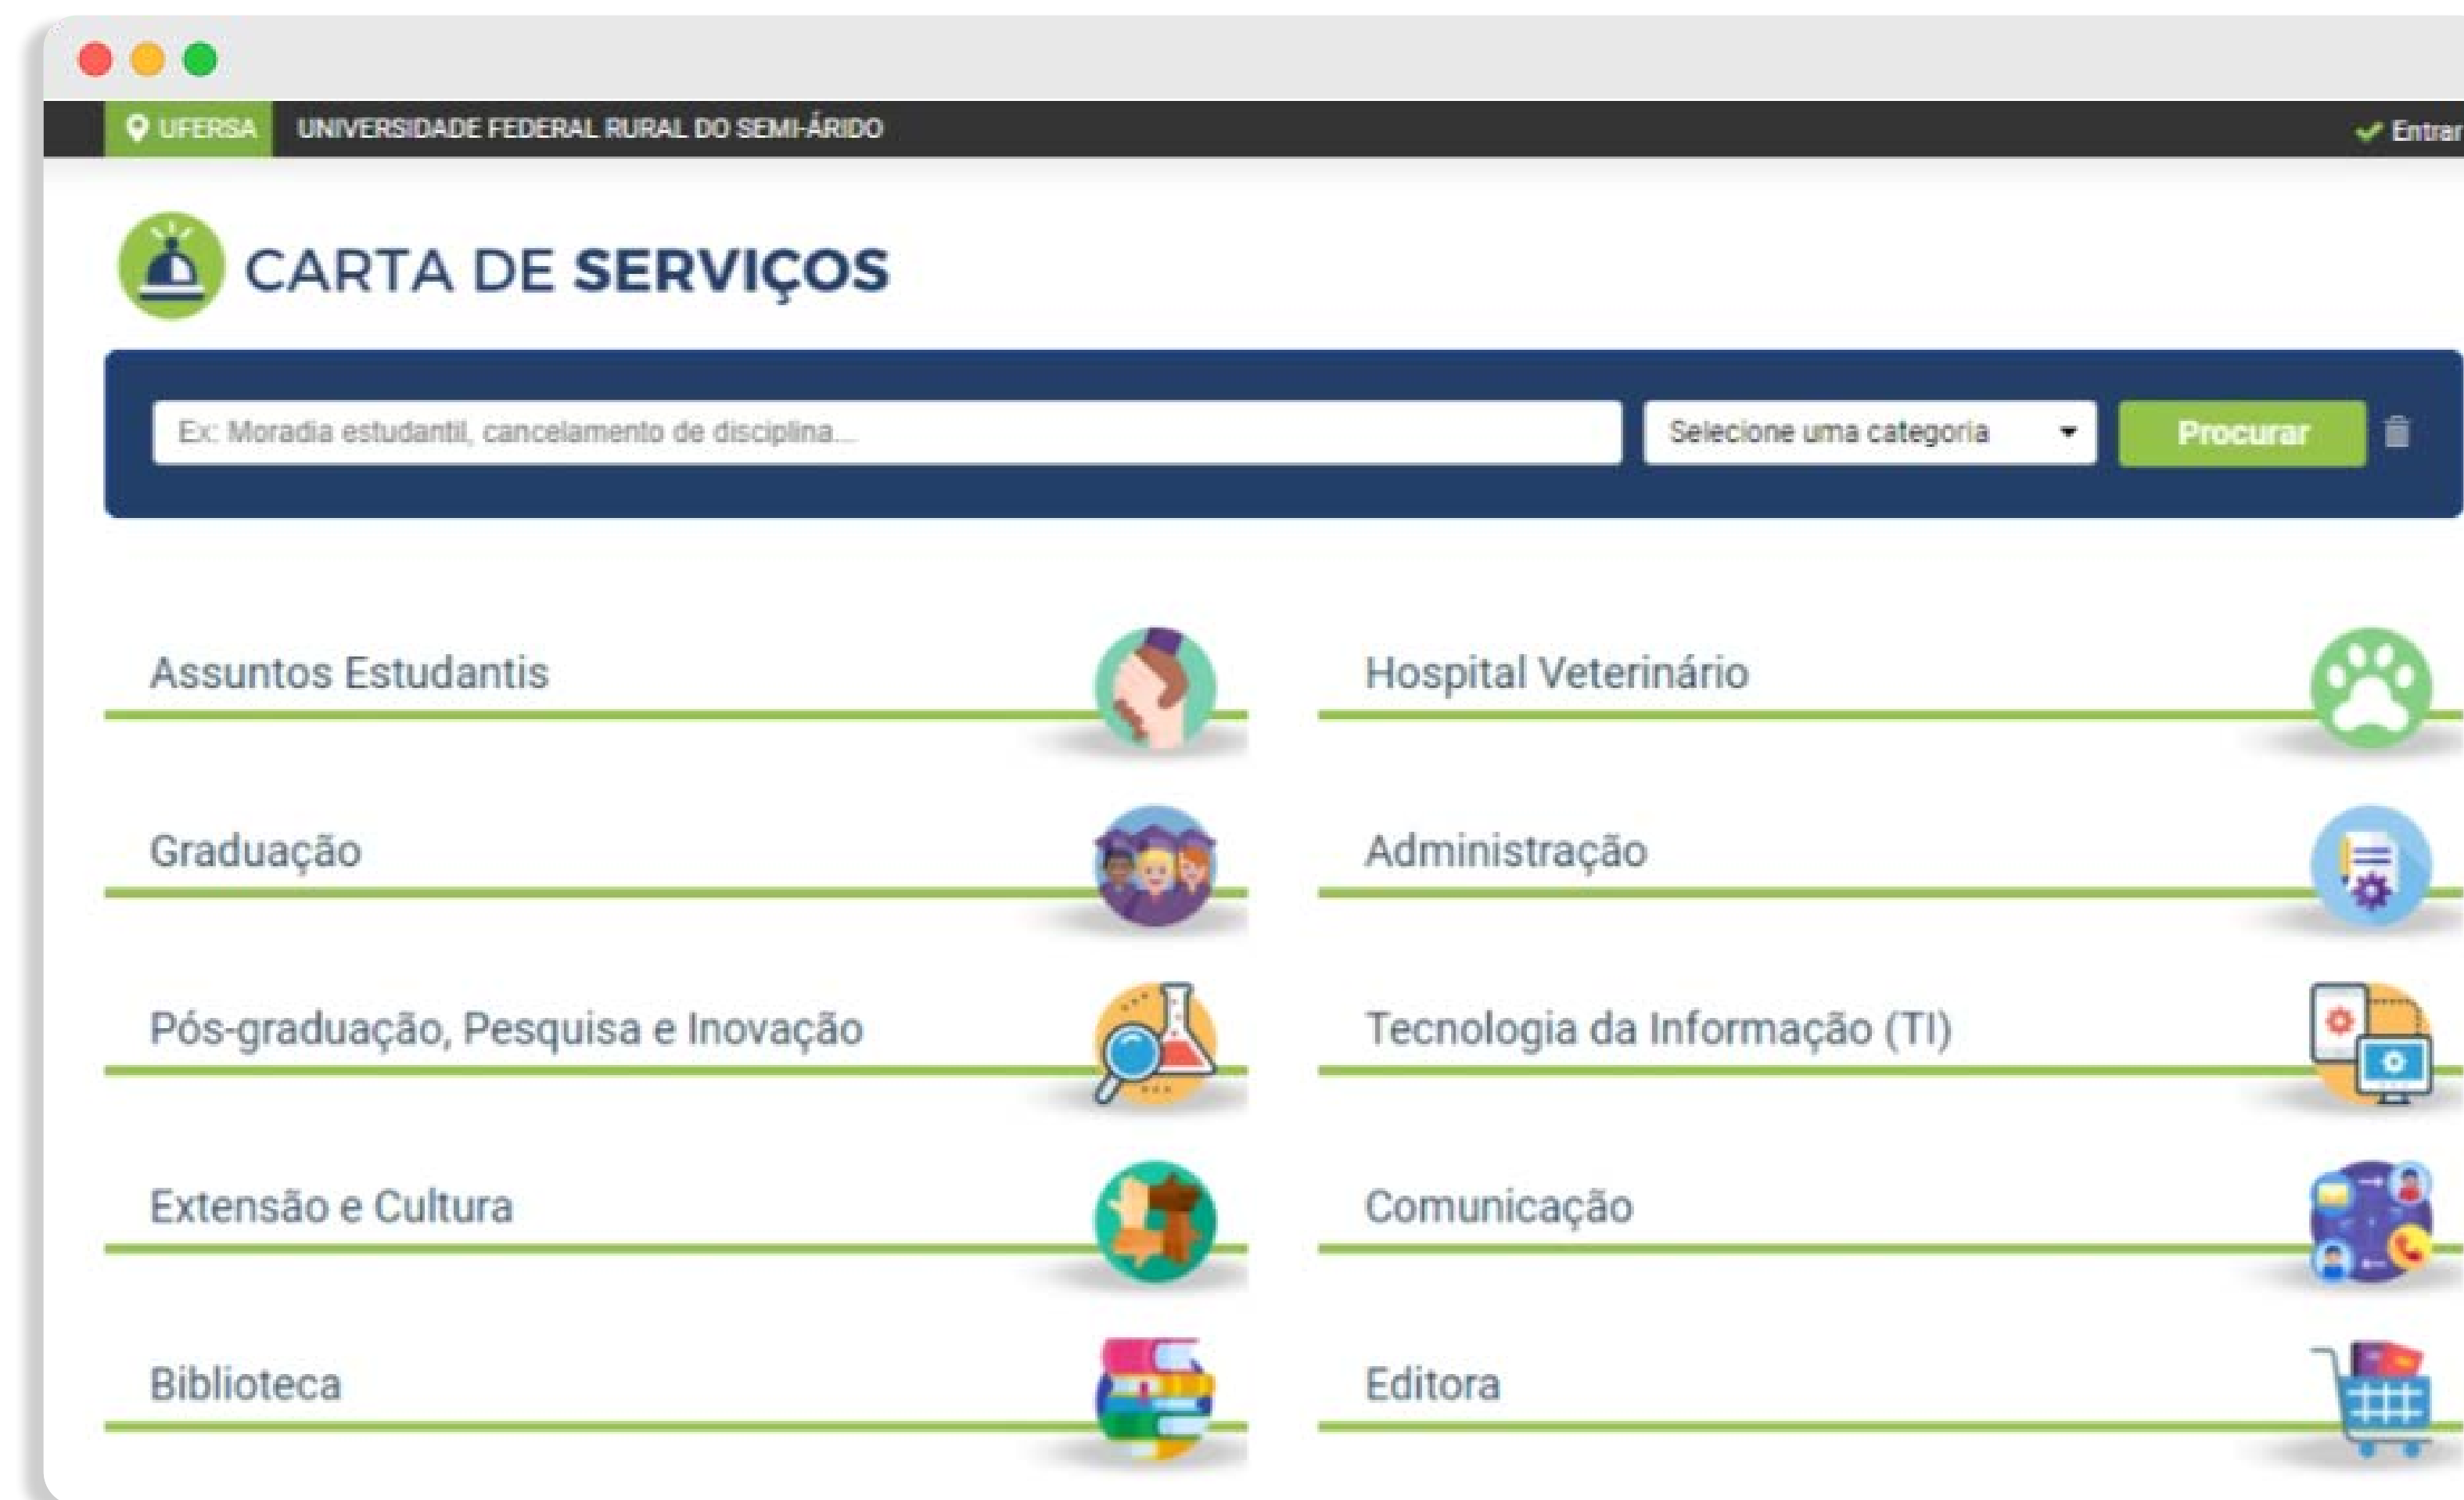 UFERSA UNIVERSIDADE FEDERAL RURAL DO SEMI-ÁRIDO
Entrar
CARTA DE SERVIÇOS
Ex: Moradia estudantil, cancelamento de disciplina...
Selecione uma categoria
Procurar
Assuntos Estudantis
Hospital Veterinário
Graduação
Administração
Pós-graduação, Pesquisa e Inovação
Tecnologia da Informação (TI)
Extensão e Cultura
Comunicação
Biblioteca
Editora